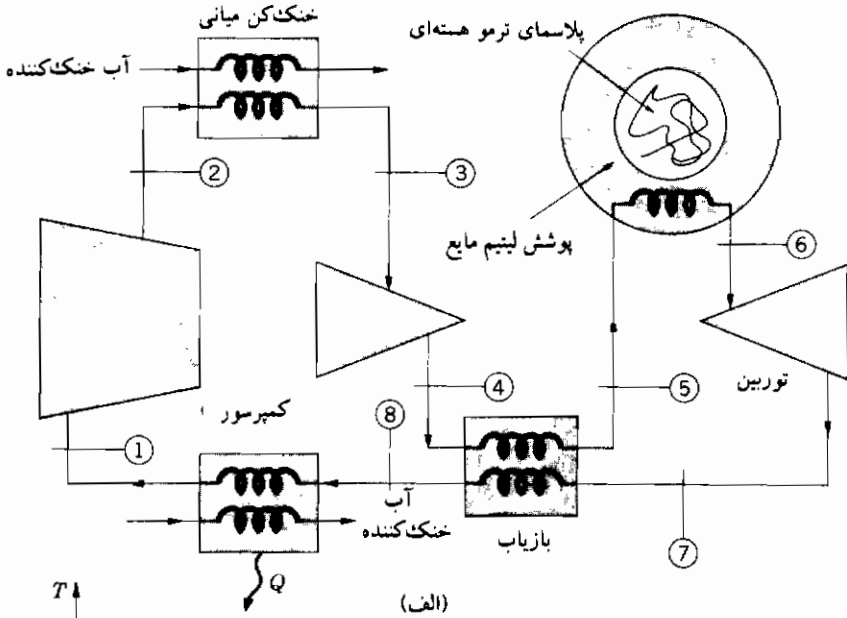 خنک‌کن میانی
آب خنک‌کننده
پلاسمای ترمو هسته‌ای
②
③
پوشش لیتیم مایع
⑥
④
⑤
توربین
کمپرسور
⑧
①
آب
خنک‌کننده
بازیاب
⑦
Q
T
(الف)